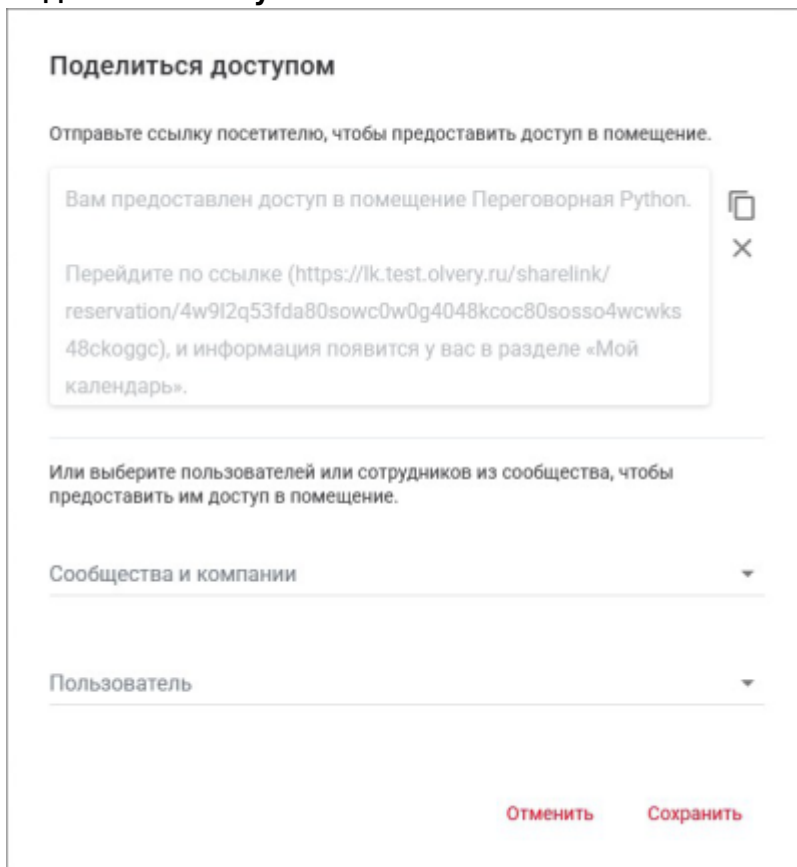 Поделиться доступом
Отправьте ссылку посетителю, чтобы предоставить доступ в помещение.
Вам предоставлен доступ в помещение Переговорная Python.
Перейдите по ссылке (https://lk.test.olvery.ru/sharelink/
reservation/4w9l2q53fda80sowc0w0g4048kcoc80sosso4wcwks
48ckoggc), и информация появится у вас в разделе «Мой
календарь».
Или выберите пользователей или сотрудников из сообщества, чтобы
предоставить им доступ в помещение.
Сообщества и компании
Пользователь
Отменить Сохранить